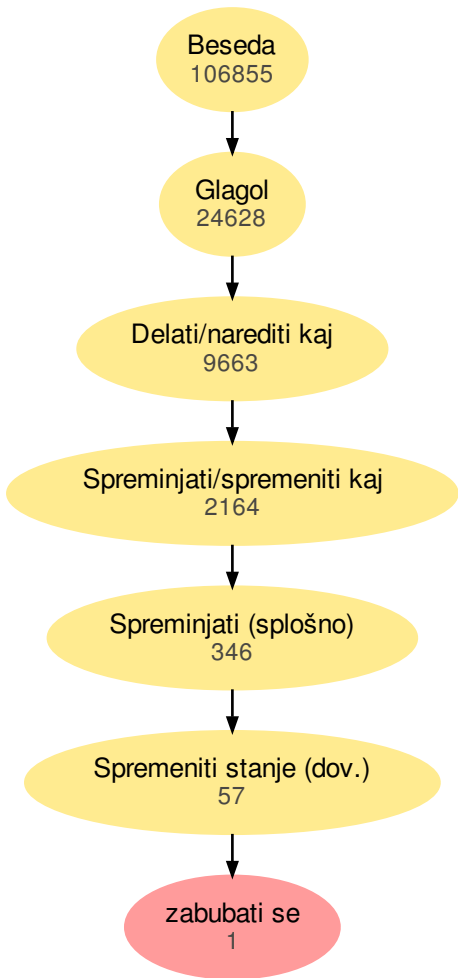 Beseda
106855
Glagol
24628
Delati/narediti kaj
9663
Spreminjati/spremeniti kaj
2164
Spreminjati (splošno)
346
Spremeniti stanje (dov.)
57
zabubati se
1